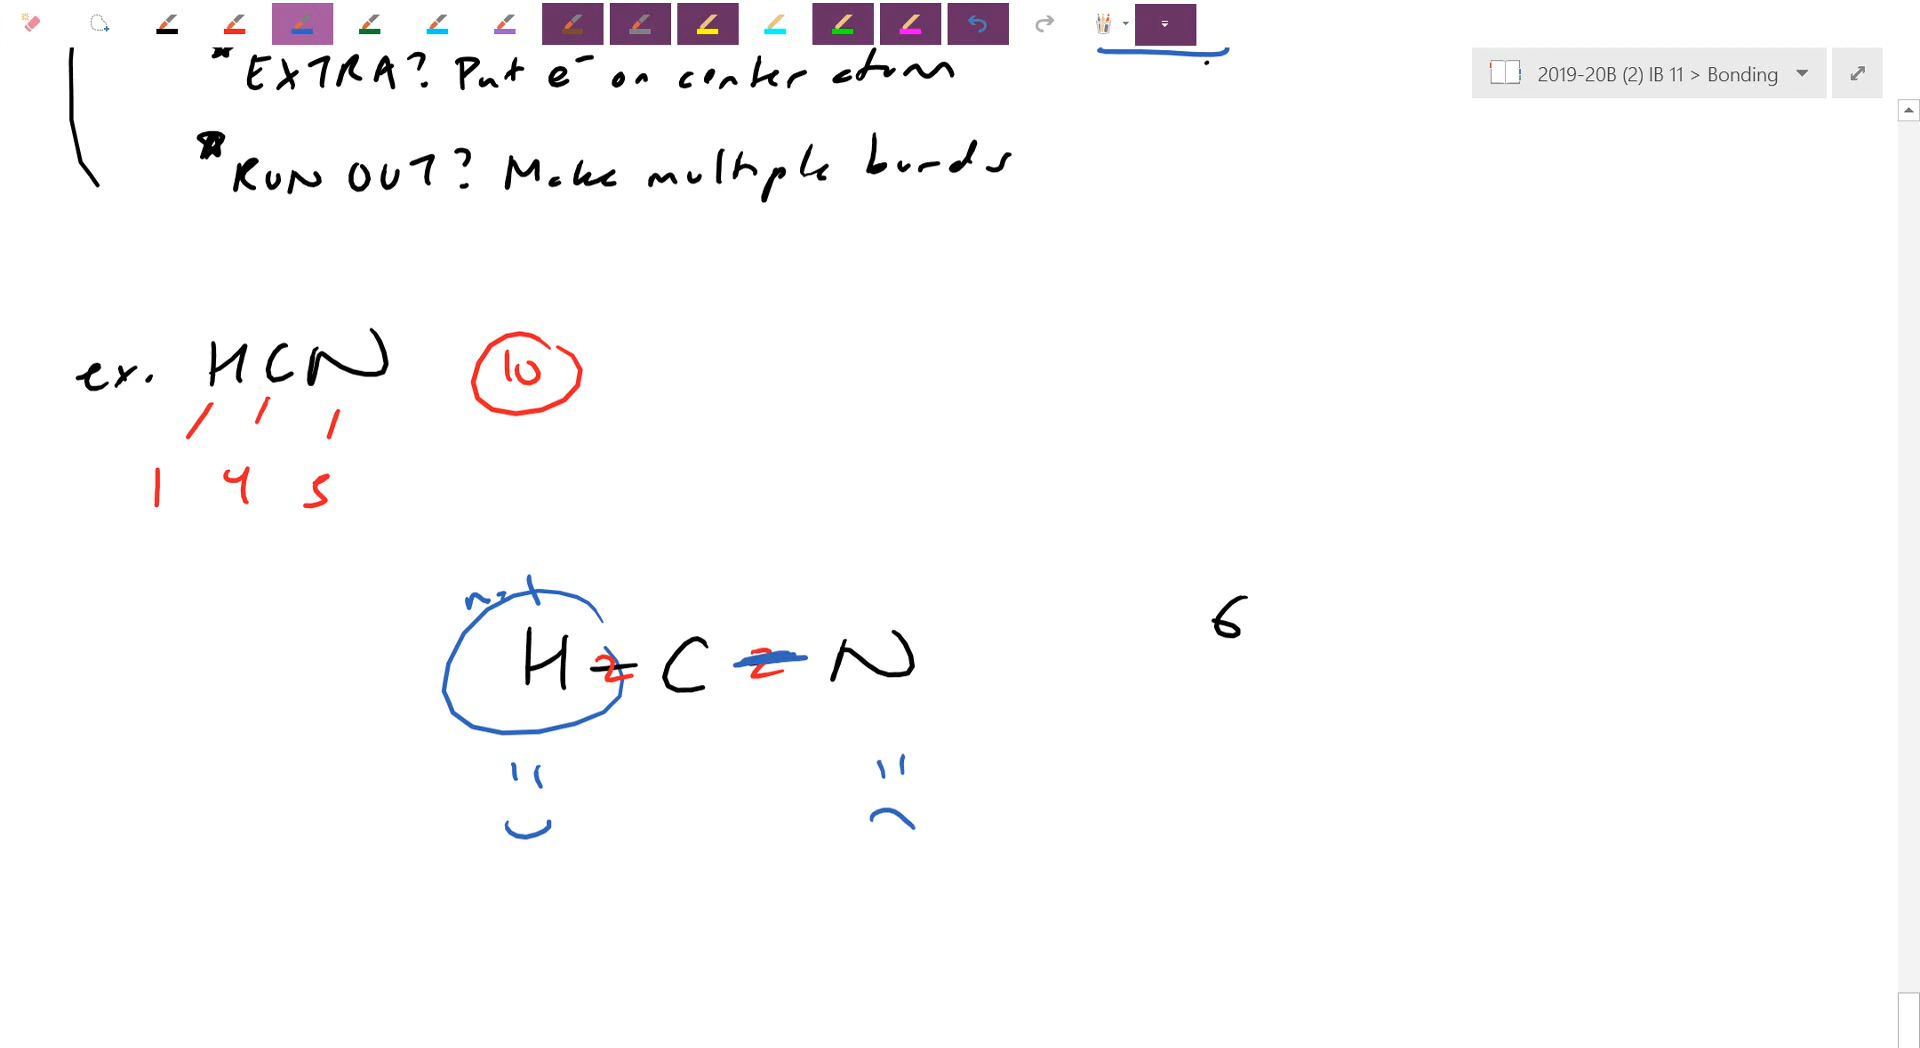 2019-20B (2) IB 11 > Bonding
* EXTRA? Put e⁻ on center atom
* RUN OUT? Make multiple bonds
ex. HCN 10
1 4 5
H 2 C 2 N 6